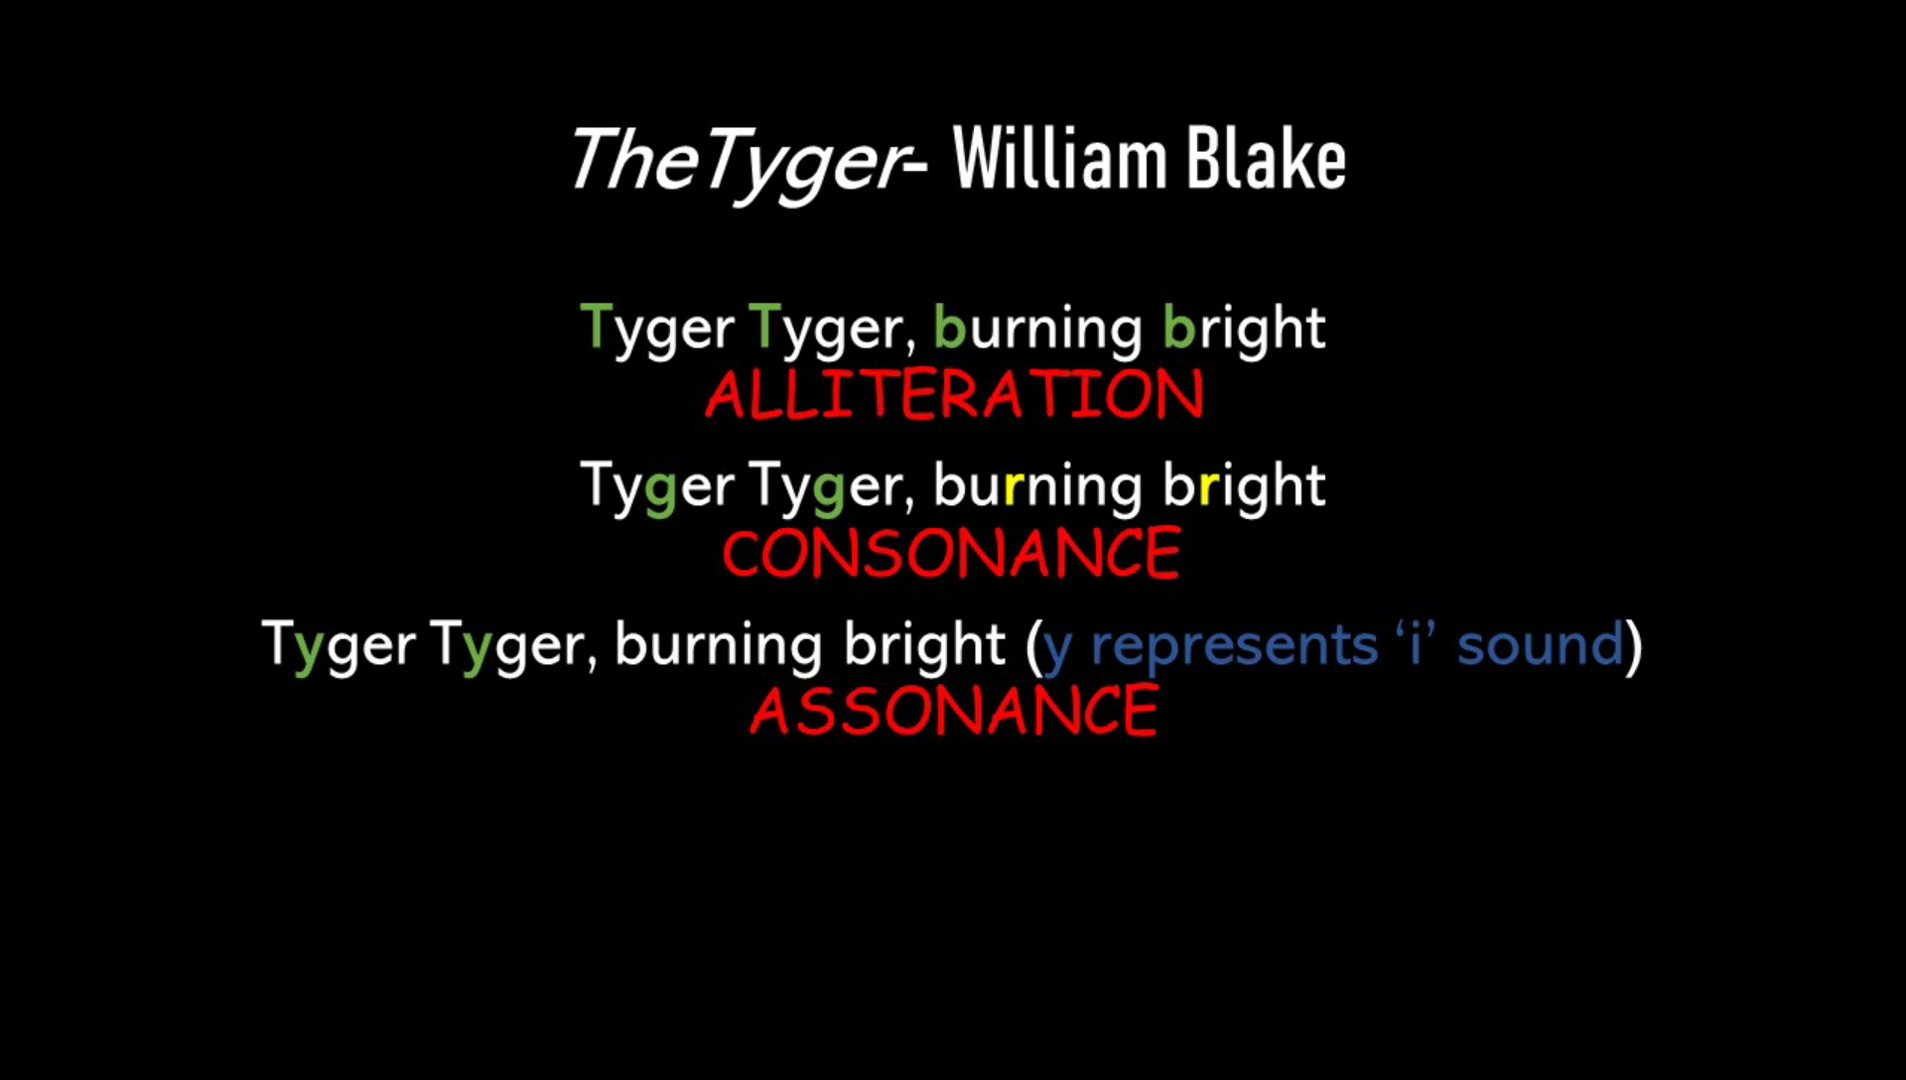 TheTyger- William Blake
Tyger Tyger, burning bright
ALLITERATION
Tyger Tyger, burning bright
CONSONANCE
Tyger Tyger, burning bright (y represents ‘i’ sound)
ASSONANCE